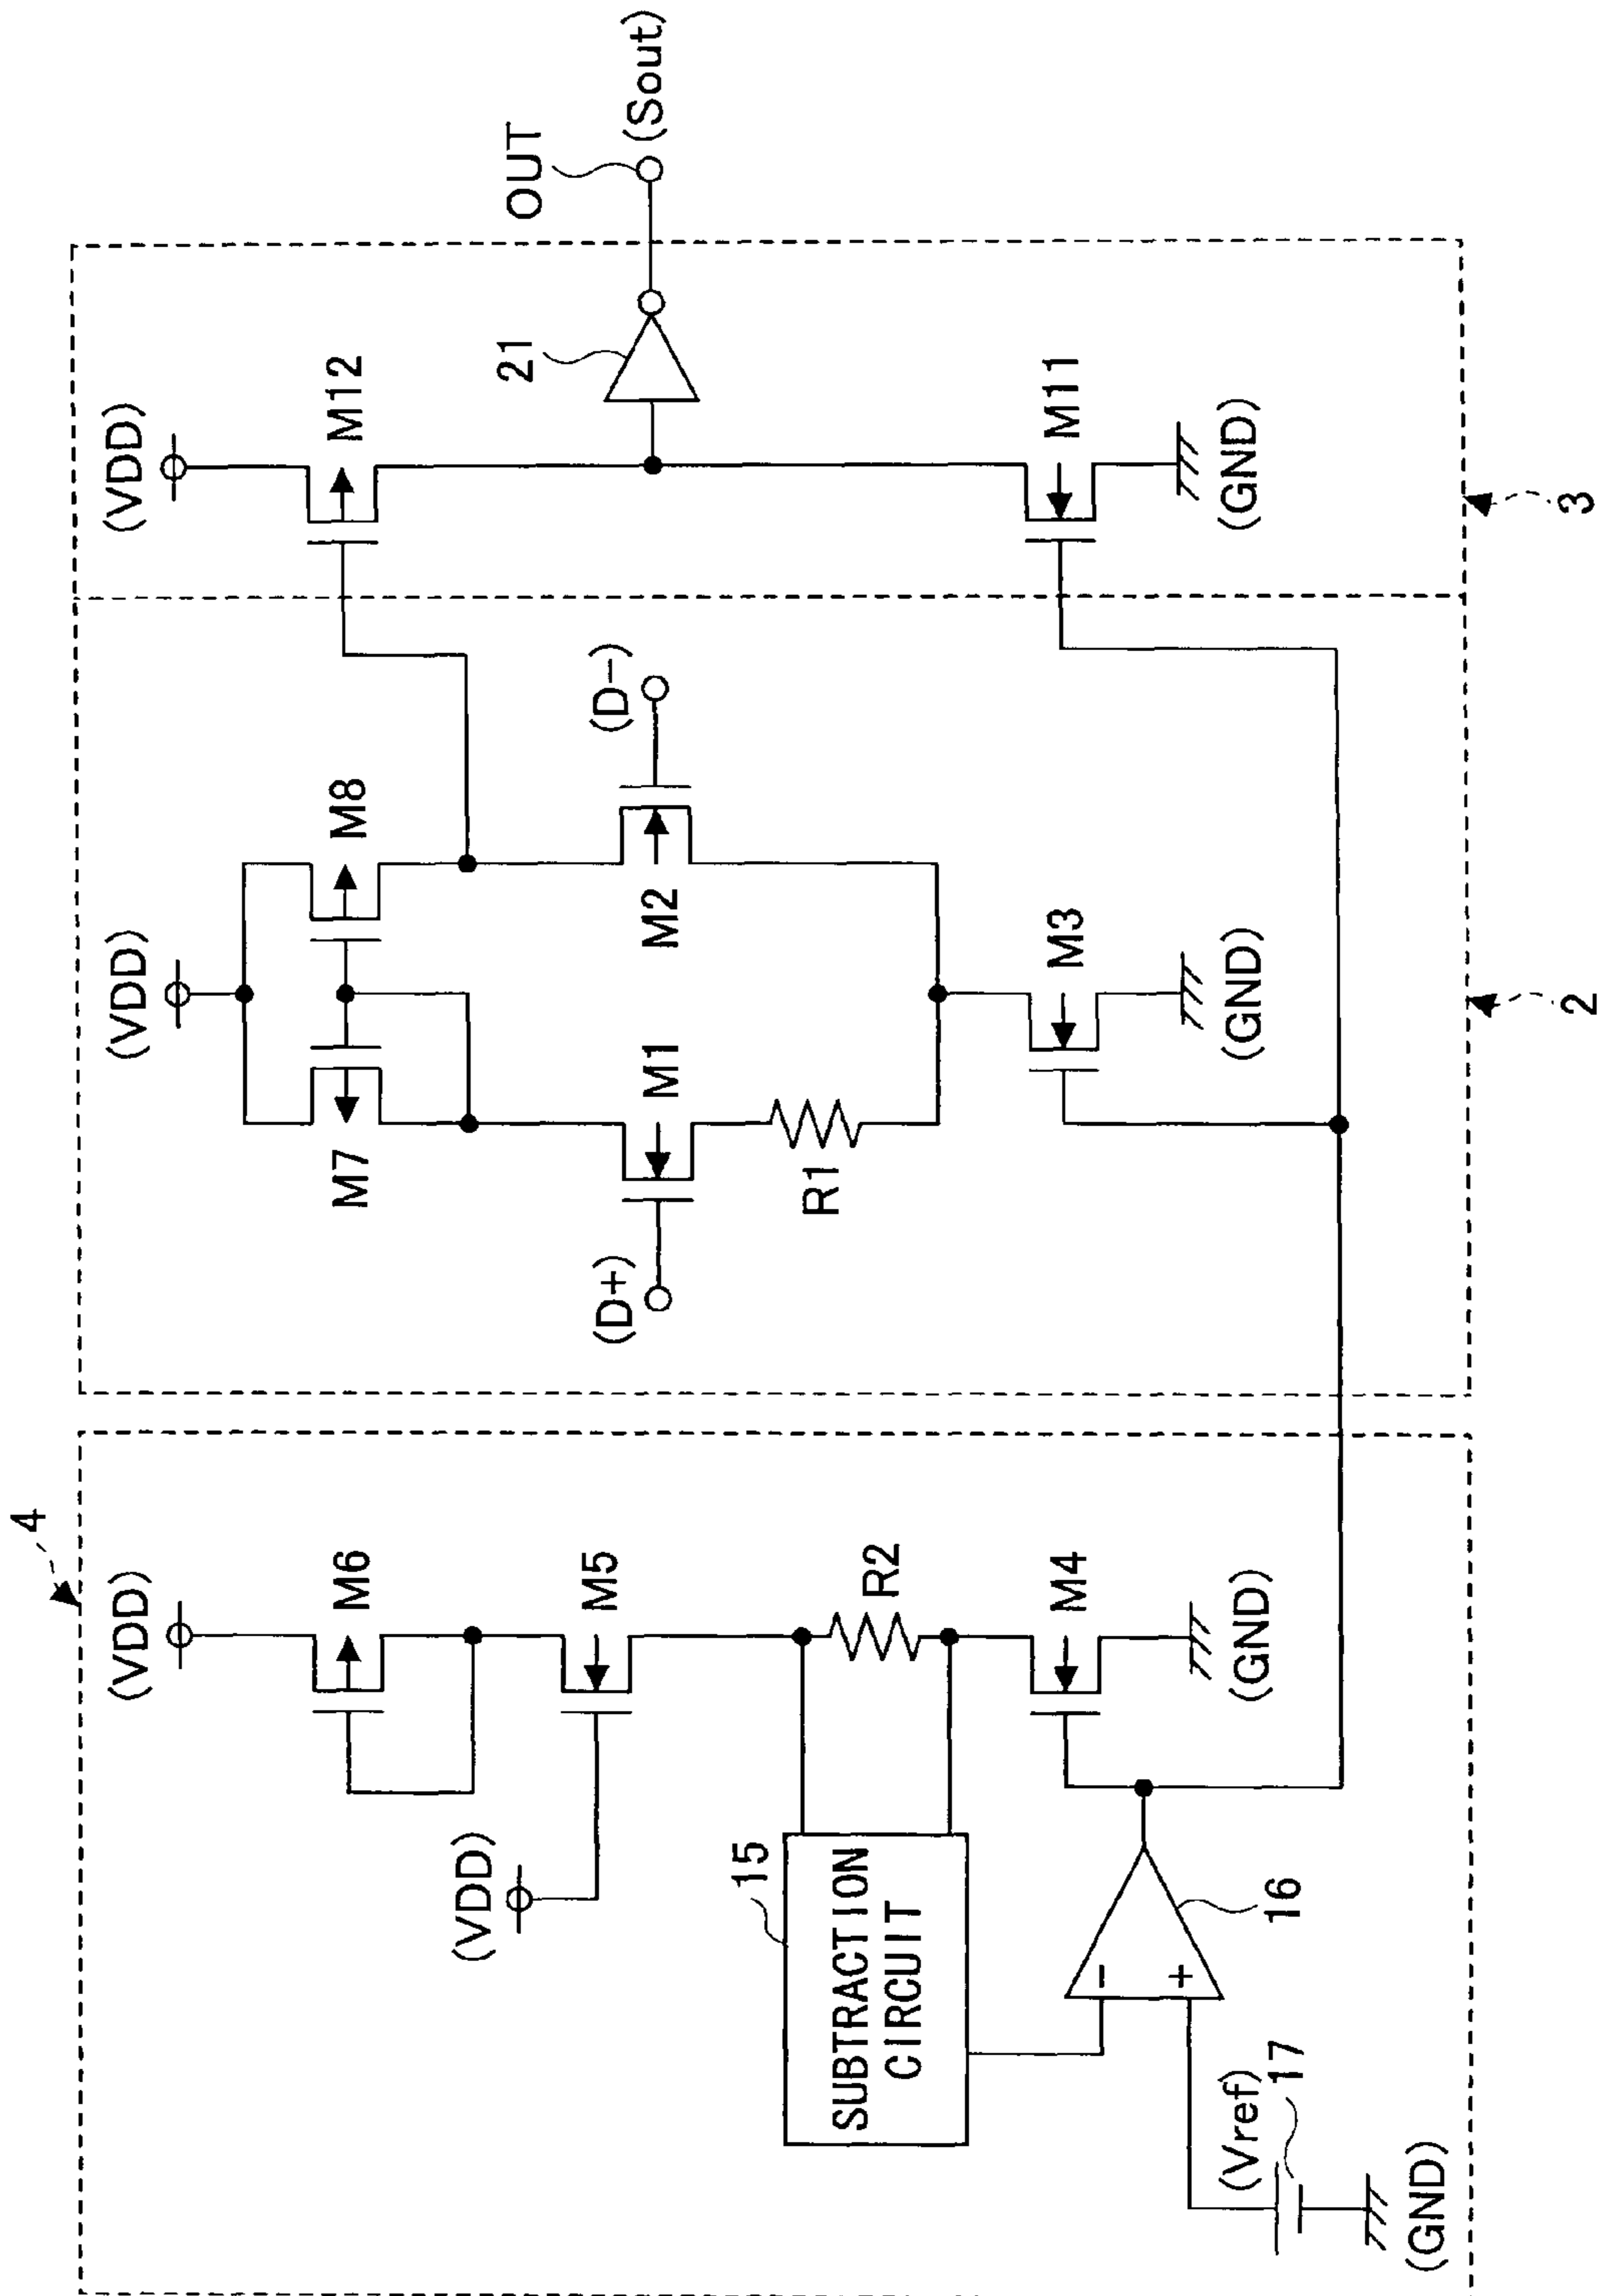 4
(VDD)
M6
(VDD)
M5
15
SUBTRACTION
CIRCUIT
R2
M4
(GND)
-
+
16
(Vref)
17
(GND)
(VDD)
M7
M8
(D+)
M1
M2
(D-)
R1
M3
(GND)
2
(VDD)
M12
21
OUT
(Sout)
M11
(GND)
3